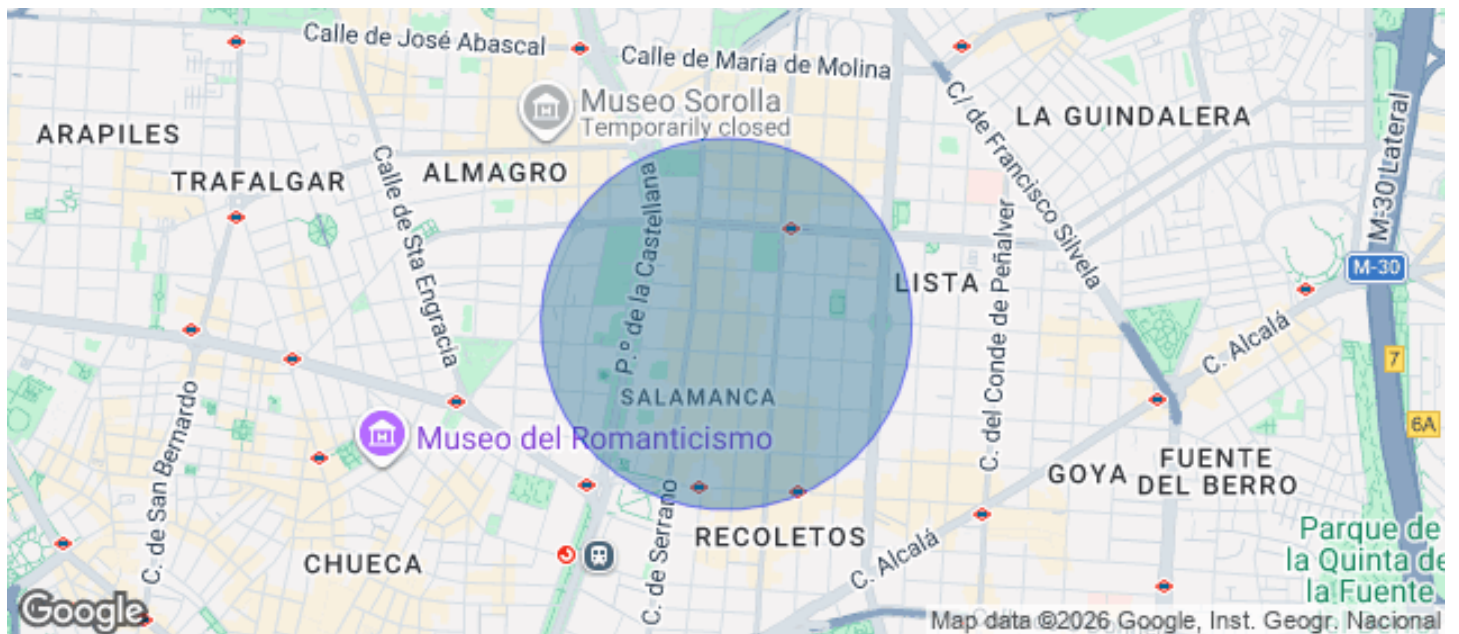 Calle de José Abascal
Calle de María de Molina
Museo Sorolla
Temporarily closed
ARAPILES
LA GUINDALERA
C/ de Francisco Silvela
M-30 Lateral
TRAFALGAR
ALMAGRO
Calle de Sta Engracia
P.º de la Castellana
C. del Conde de Peñalver
LISTA
M-30
C. Alcalá
7
SALAMANCA
6A
Museo del Romanticismo
C. de San Bernardo
GOYA
FUENTE
DEL BERRO
C. de Serrano
RECOLETOS
CHUECA
C. Alcalá
Parque de
la Quinta de
la Fuente
Google
Map data ©2026 Google, Inst. Geogr. Nacional